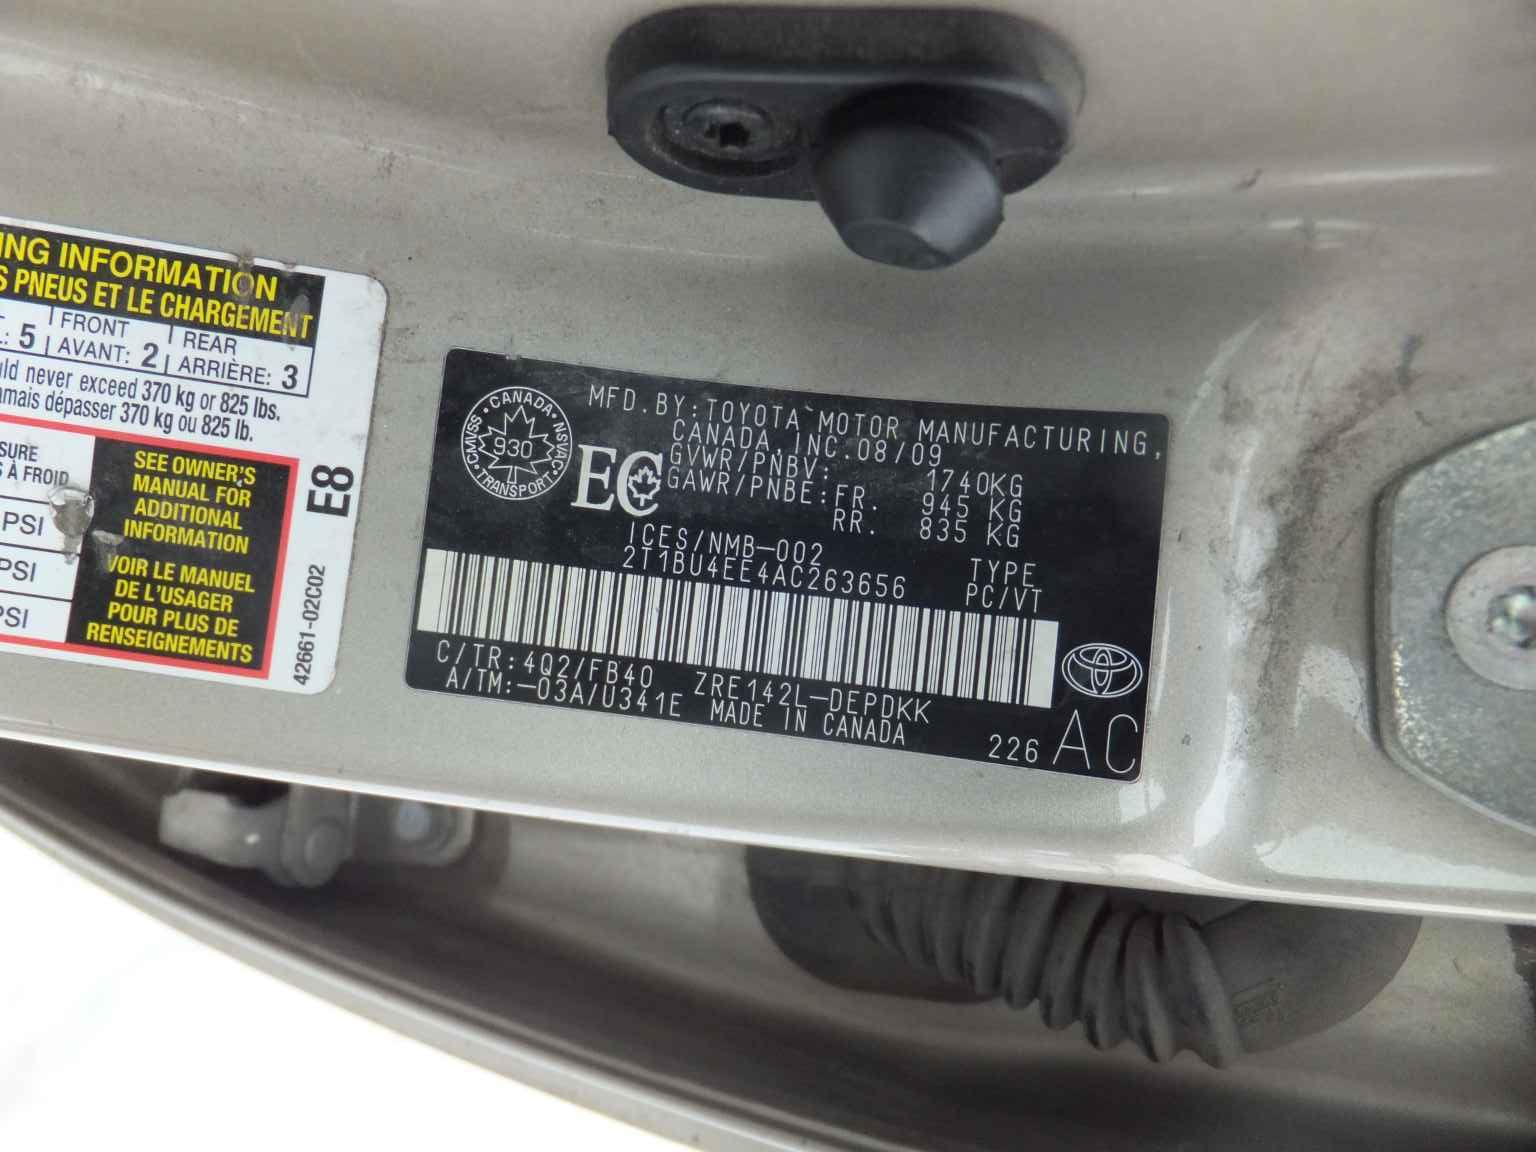 ING INFORMATION
S PNEUS ET LE CHARGEMENT
FRONT
REAR
: 5
AVANT: 2
ARRIÈRE: 3
uld never exceed 370 kg or 825 lbs.
amais dépasser 370 kg ou 825 lb.
SURE
S À FROID
PSI
PSI
PSI
SEE OWNER'S
MANUAL FOR
ADDITIONAL
INFORMATION
VOIR LE MANUEL
DE L'USAGER
POUR PLUS DE
RENSEIGNEMENTS
E8
42661-02C02
CANADA
CMVSS
NSVAC
930
TRANSPORT
EC
MFD.BY:TOYOTA MOTOR MANUFACTURING,
CANADA,INC.08/09
GVWR/PNBV: 1740KG
GAWR/PNBE:FR. 945 KG
RR. 835 KG
ICES/NMB-002
2T1BU4EE4AC263656
TYPE
PC/VT
C/TR:4Q2/FB40 ZRE142L-DEPDKK
A/TM:-03A/U341E MADE IN CANADA
226 AC